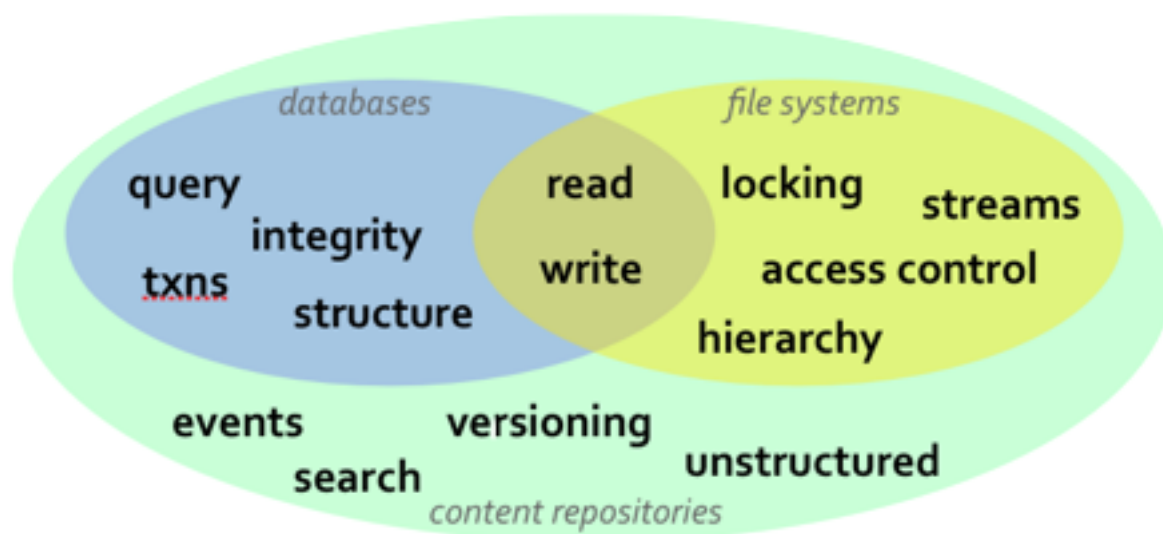 databases
file systems
query
read
locking
streams
integrity
txns
write
access control
structure
hierarchy
events
versioning
search
unstructured
content repositories